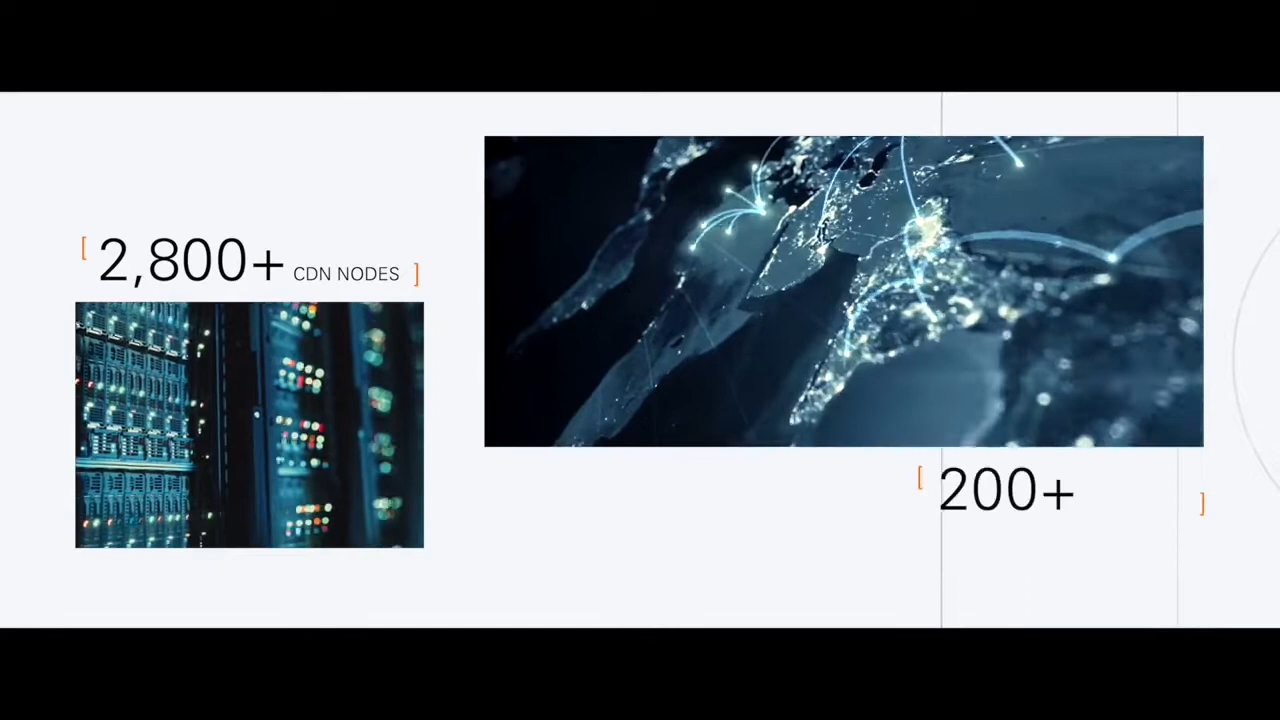 [ 2,800+ CDN NODES ]
[ 200+ ]